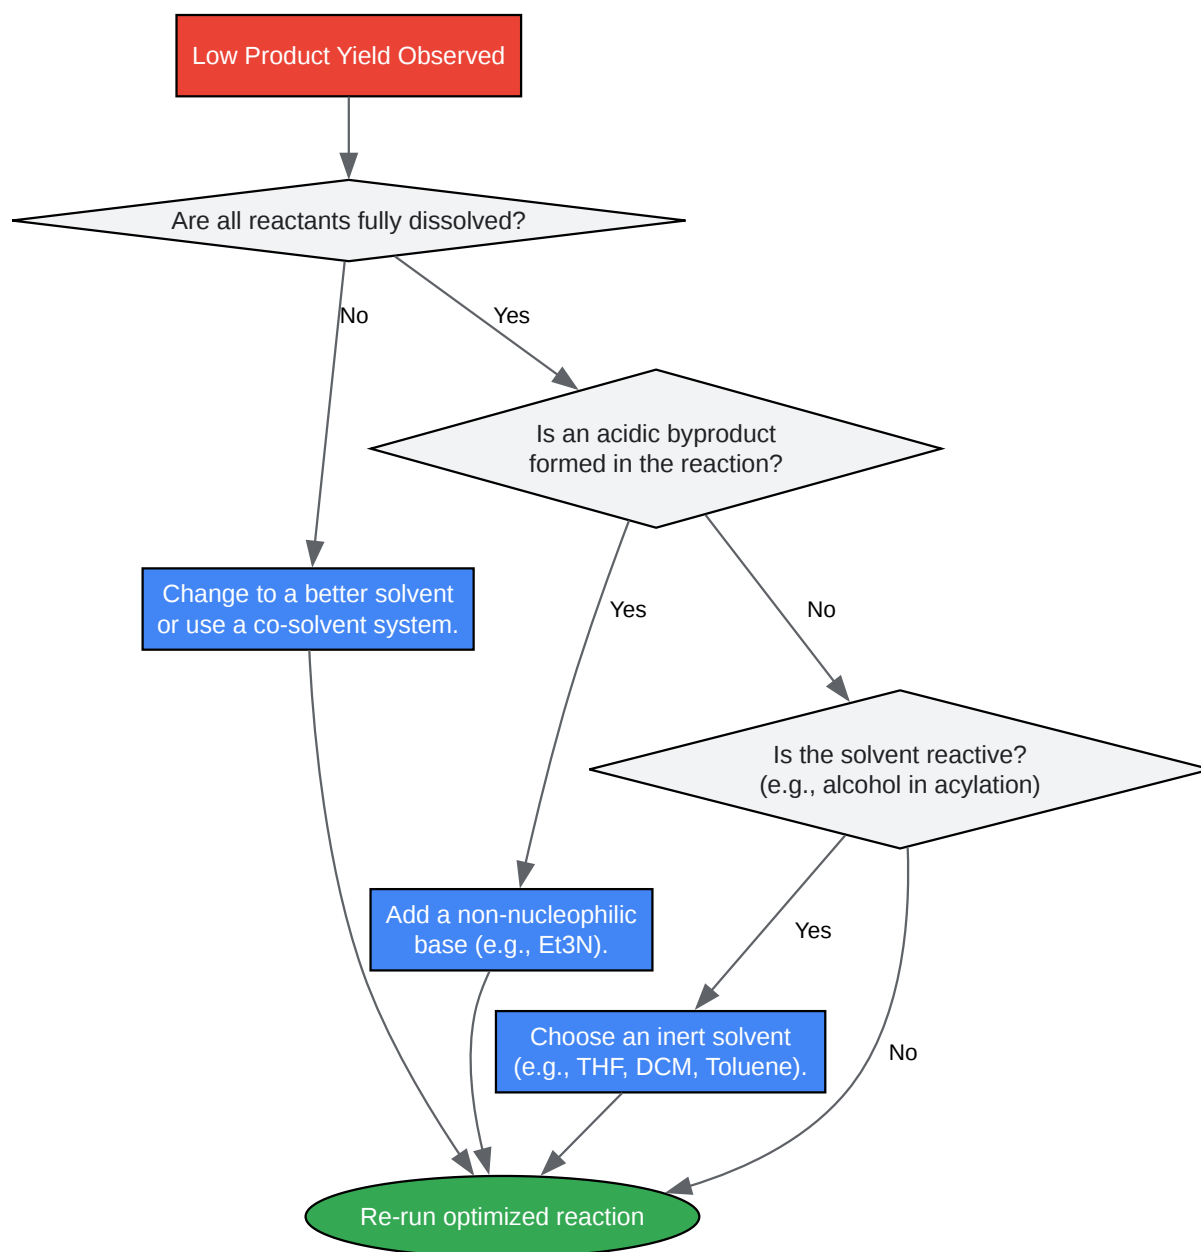 Low Product Yield Observed
Are all reactants fully dissolved?
No
Yes
Is an acidic byproduct
formed in the reaction?
Change to a better solvent
or use a co-solvent system.
Yes
No
Is the solvent reactive?
(e.g., alcohol in acylation)
Add a non-nucleophilic
base (e.g., Et3N).
Yes
Choose an inert solvent
(e.g., THF, DCM, Toluene).
No
Re-run optimized reaction